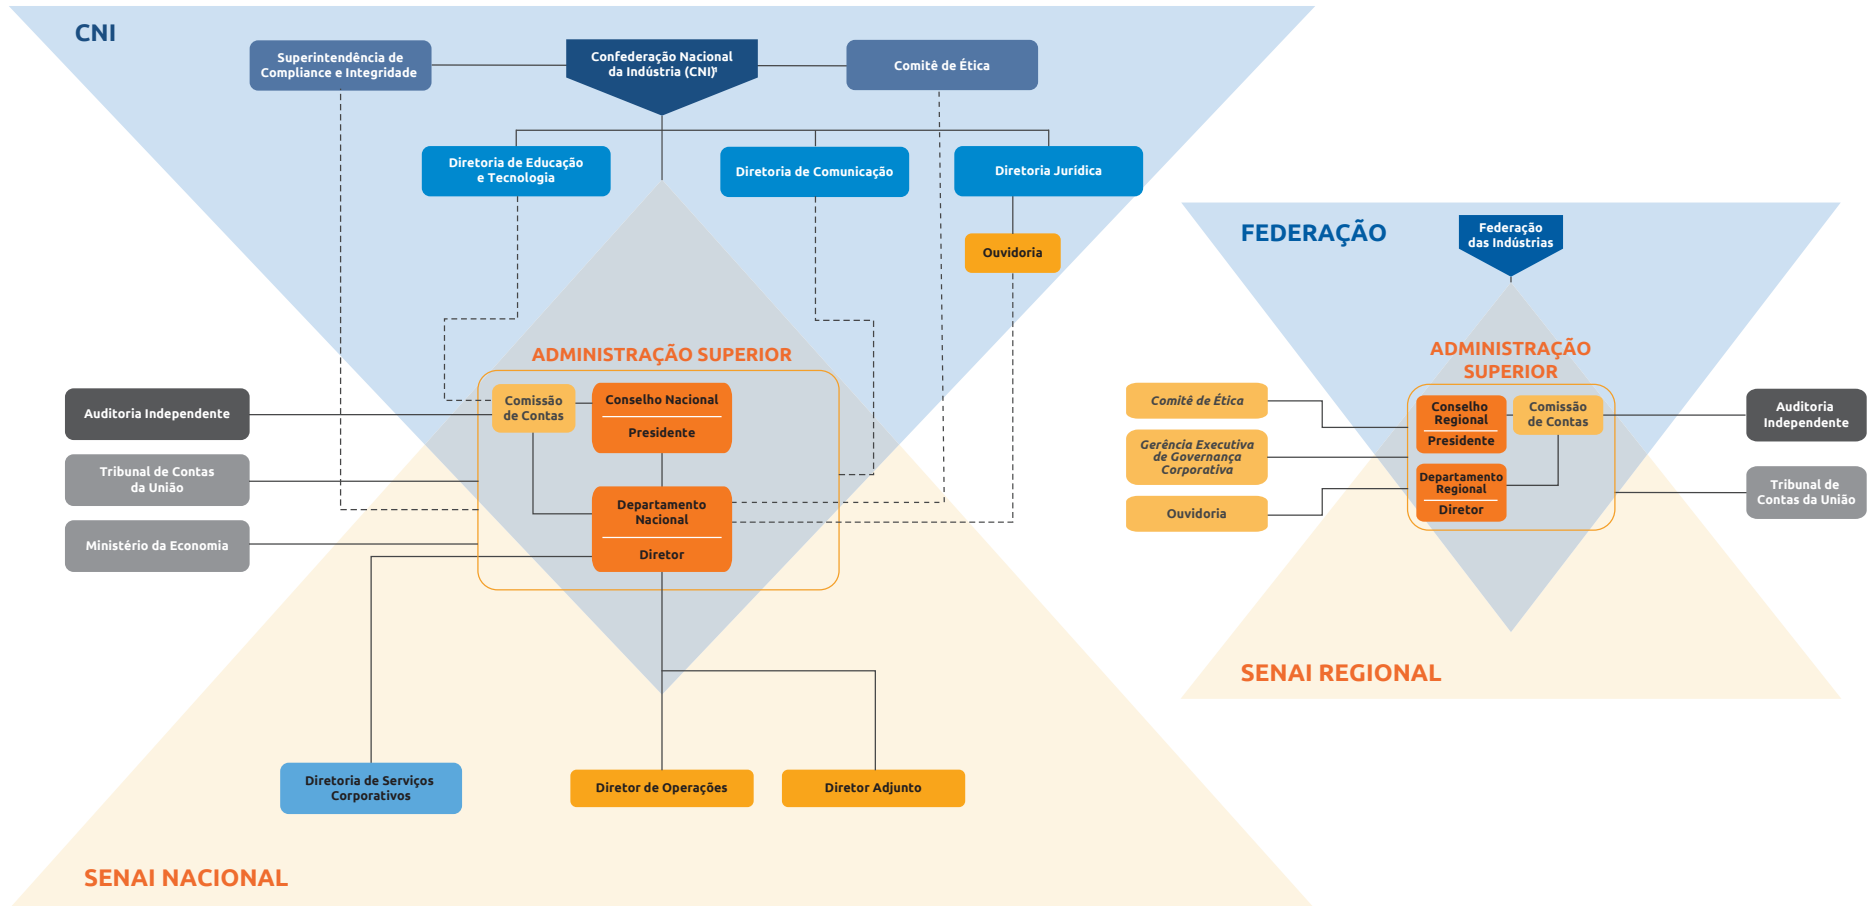 CNI
Superintendência de
Compliance e Integridade
Confederação Nacional
da Indústria (CNI)¹
Comitê de Ética
Diretoria de Educação
e Tecnologia
Diretoria de Comunicação
Diretoria Jurídica
Ouvidoria
ADMINISTRAÇÃO SUPERIOR
Comissão
de Contas
Conselho Nacional
Presidente
Auditoria Independente
Tribunal de Contas
da União
Ministério da Economia
Departamento
Nacional
Diretor
Diretoria de Serviços
Corporativos
Diretor de Operações
Diretor Adjunto
SENAI NACIONAL
FEDERAÇÃO
Federação
das Indústrias
ADMINISTRAÇÃO
SUPERIOR
Comitê de Ética
Gerência Executiva
de Governança
Corporativa
Ouvidoria
Conselho
Regional
Presidente
Comissão
de Contas
Departamento
Regional
Diretor
Auditoria
Independente
Tribunal de
Contas da União
SENAI REGIONAL